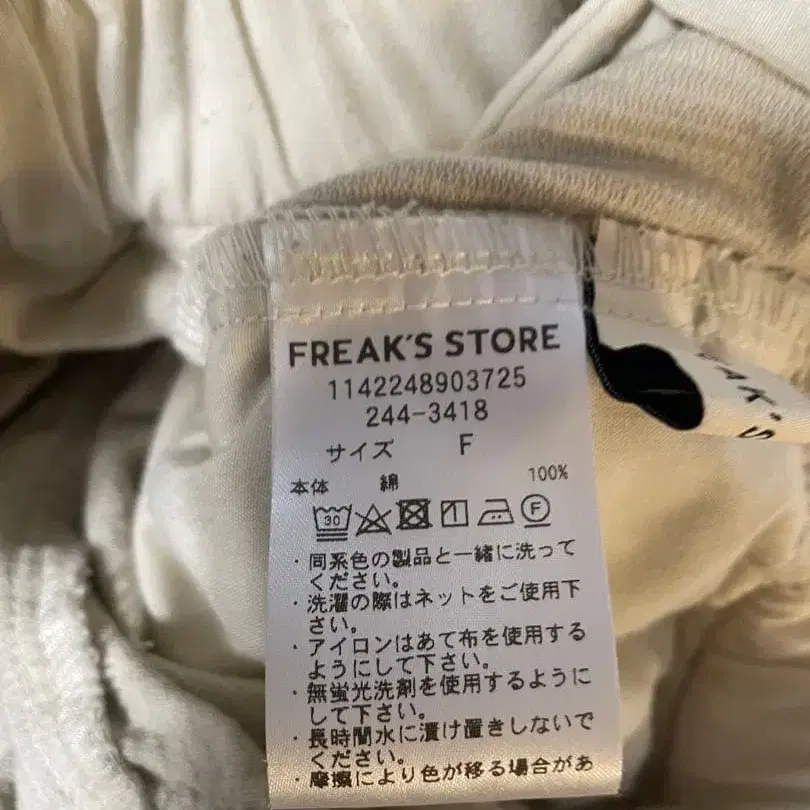 FREAK'S STORE
1142248903725
244-3418
サイズ F
本体 綿 100%
30 F
・同系色の製品と一緒に洗って
ください。
・洗濯の際はネットをご使用下
さい。
・アイロンはあて布を使用する
ようにして下さい。
・無蛍光洗剤を使用するように
して下さい。
・長時間水に漬け置きしないで
ください。
・摩擦により色が移る場合があ